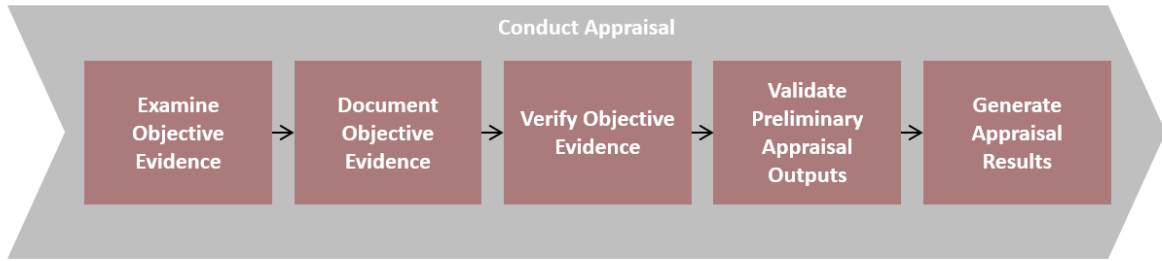 Conduct Appraisal
Examine
Objective
Evidence
Document
Objective
Evidence
Verify Objective
Evidence
Validate
Preliminary
Appraisal
Outputs
Generate
Appraisal
Results